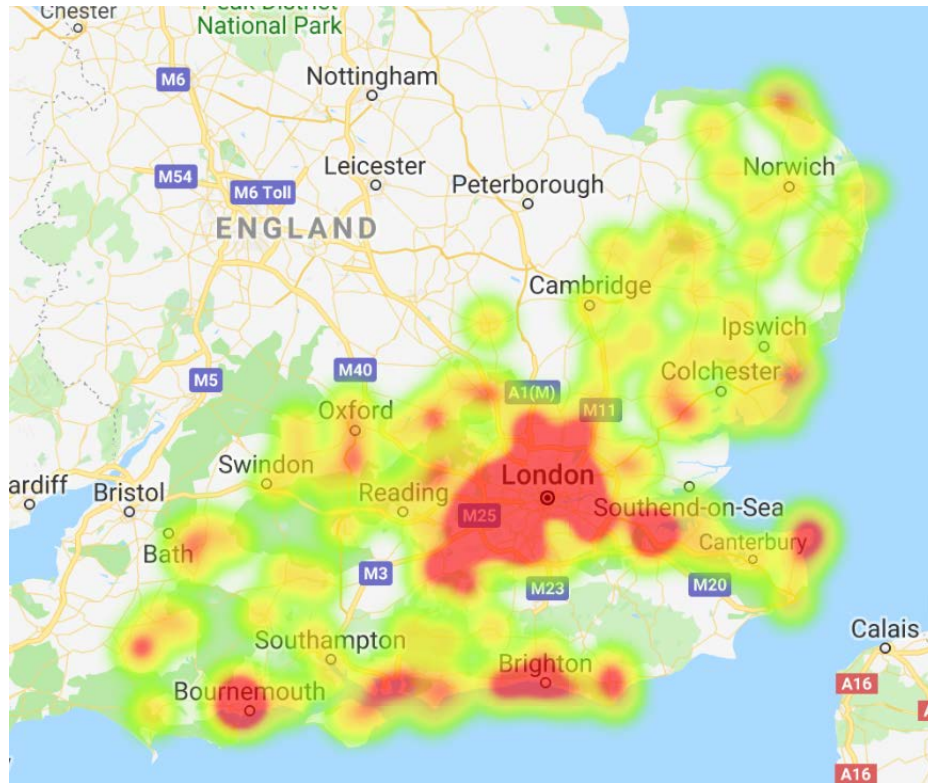 Chester
Peak District
National Park
M6
Nottingham
M54
Leicester
M6 Toll
Peterborough
Norwich
ENGLAND
Cambridge
Ipswich
M5
M40
A1(M)
Colchester
M11
Oxford
Swindon
London
ardiff
Bristol
Reading
M25
Southend-on-Sea
Bath
Canterbury
M3
M23
M20
Southampton
Calais
Brighton
A16
Bournemouth
A16